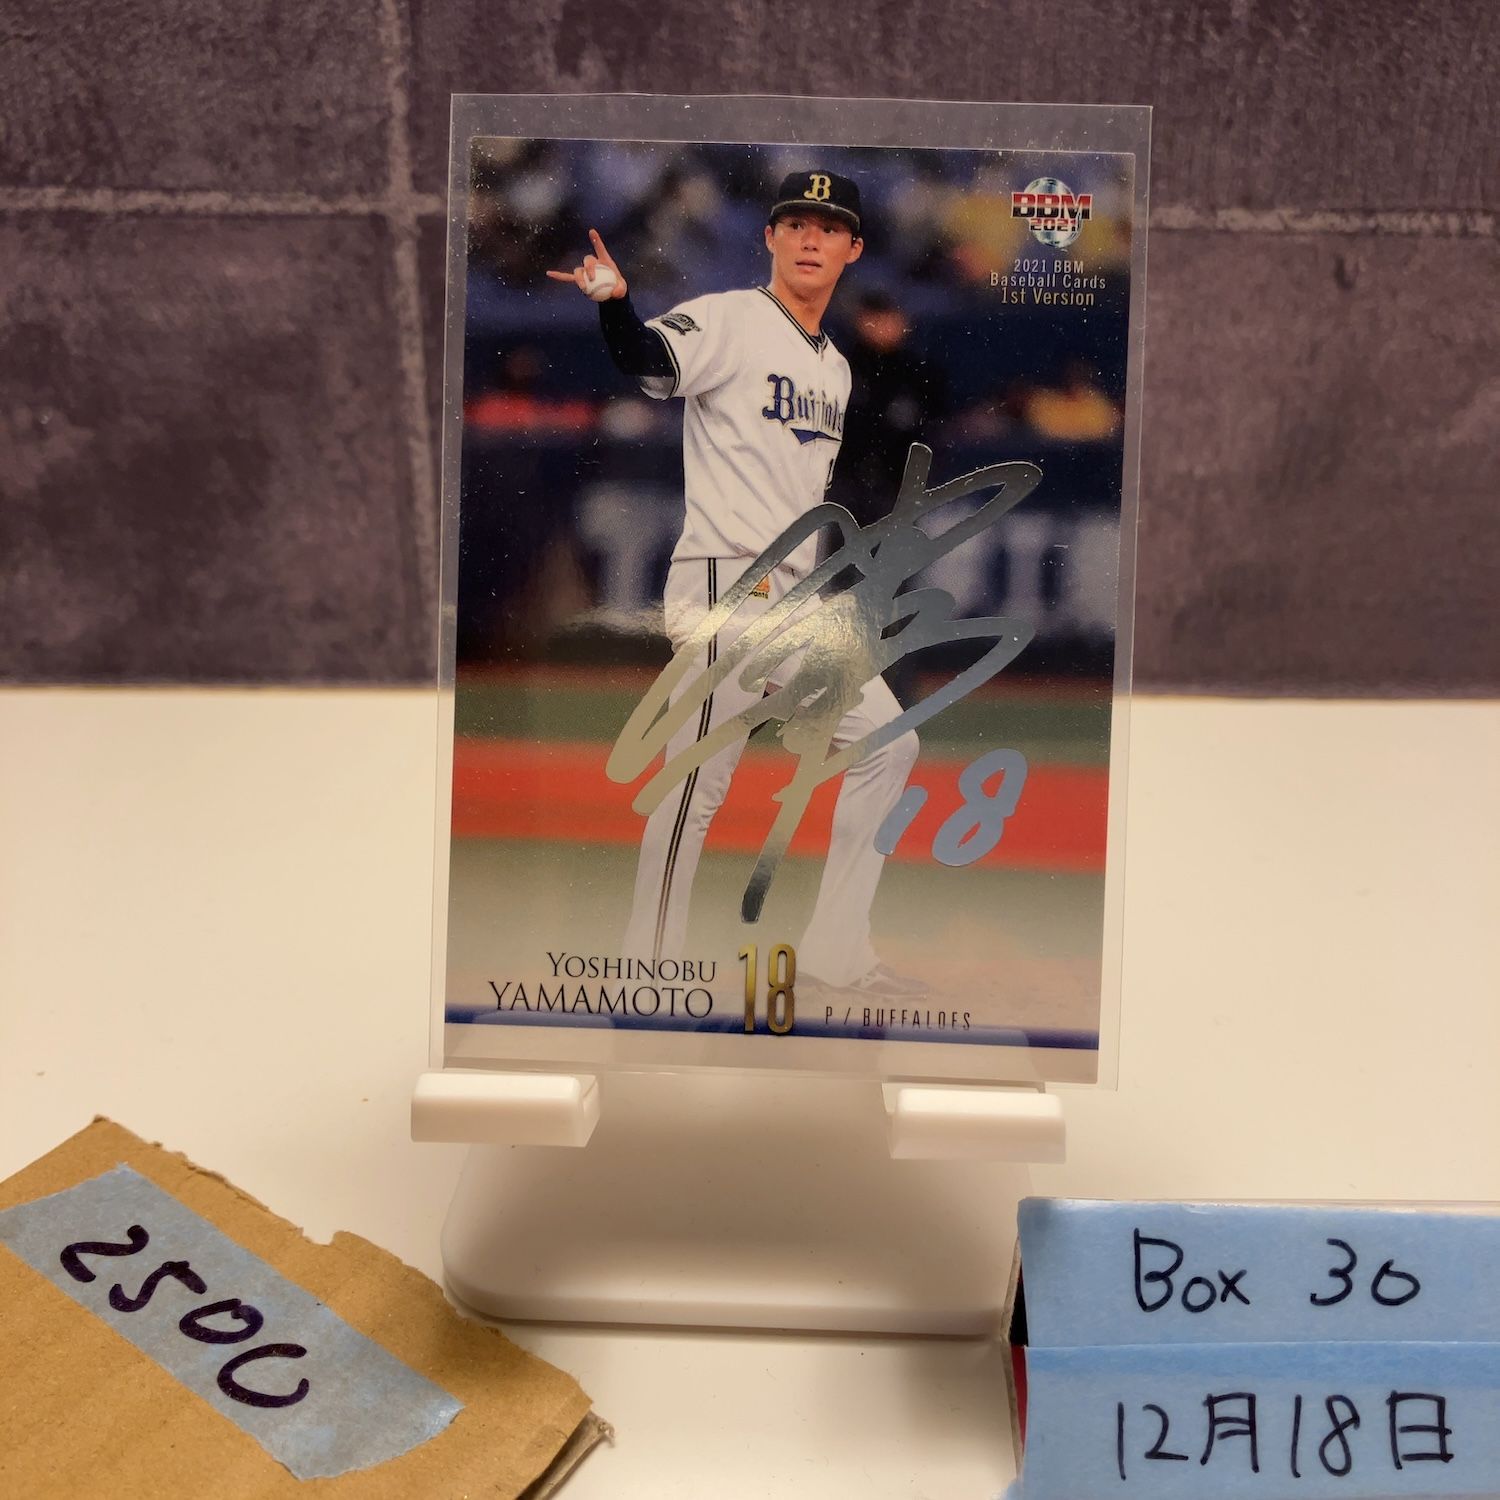 B
BBM
2021
2021 BBM
Baseball Cards
1st Version
Buffaloes
18
YOSHINOBU
YAMAMOTO
18
P / BUFFALOES
2500
Box 30
12月18日